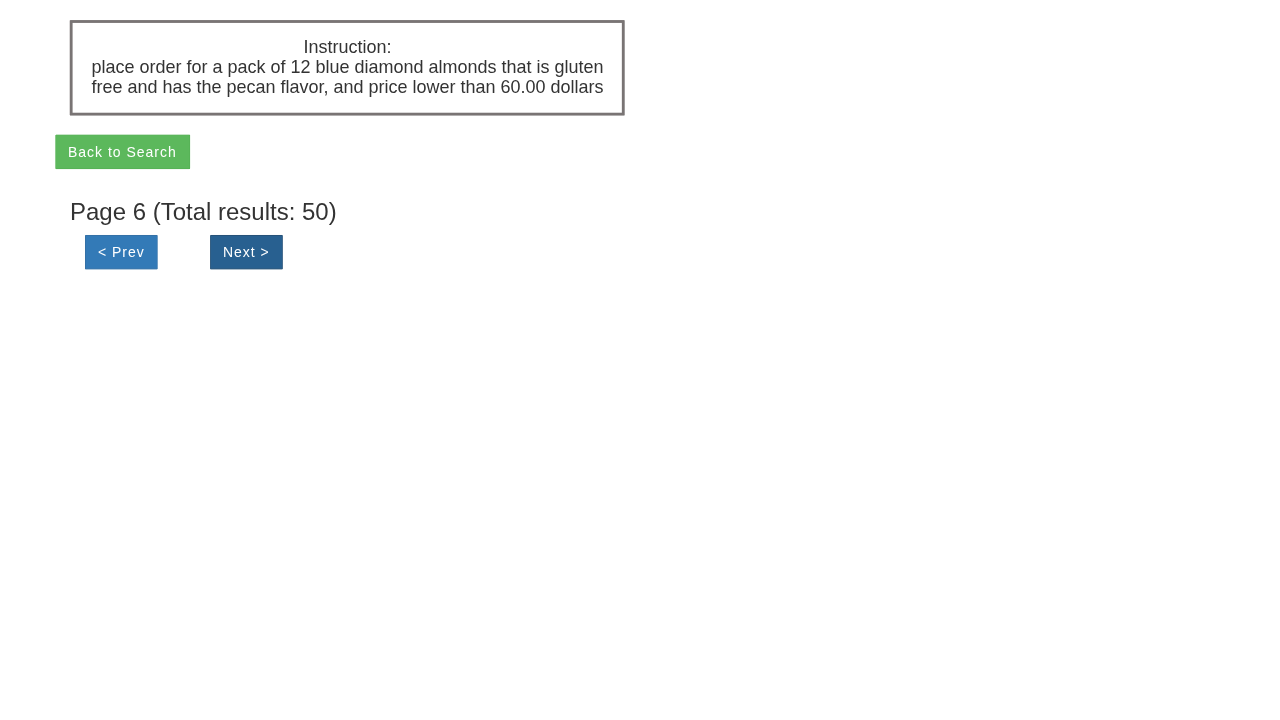 Instruction:
place order for a pack of 12 blue diamond almonds that is gluten
free and has the pecan flavor, and price lower than 60.00 dollars
Back to Search
Page 6 (Total results: 50)
< Prev
Next >